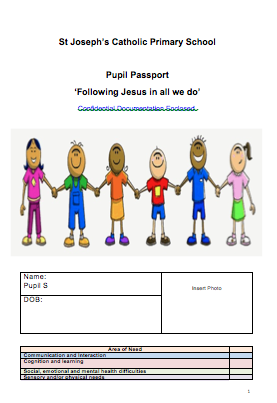 St Joseph's Catholic Primary School
Pupil Passport
'Following Jesus in all we do'
Confidential Documentation Enclosed.
Name:
Pupil S
DOB:
Insert Photo
Area of Need
Communication and Interaction
Cognition and learning
Social, emotional and mental health difficulties
Sensory and/or physical needs
1